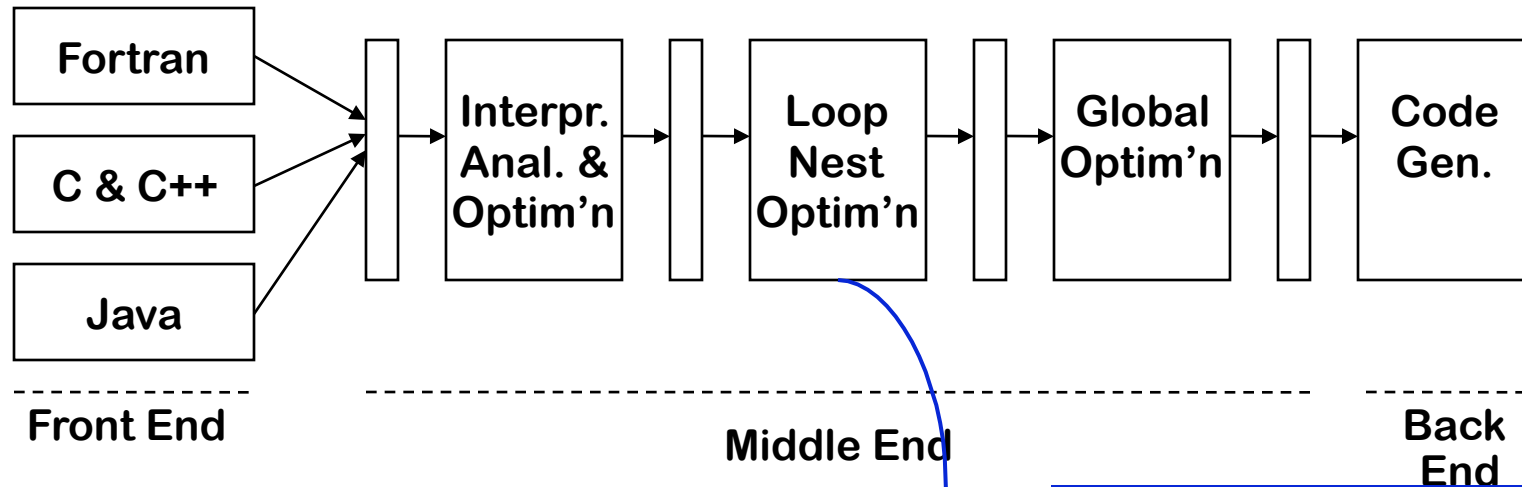 Fortran
C & C++
Java
Interpr.
Anal. &
Optim’n
Loop
Nest
Optim’n
Global
Optim’n
Code
Gen.
Front End
Middle End
Back
End